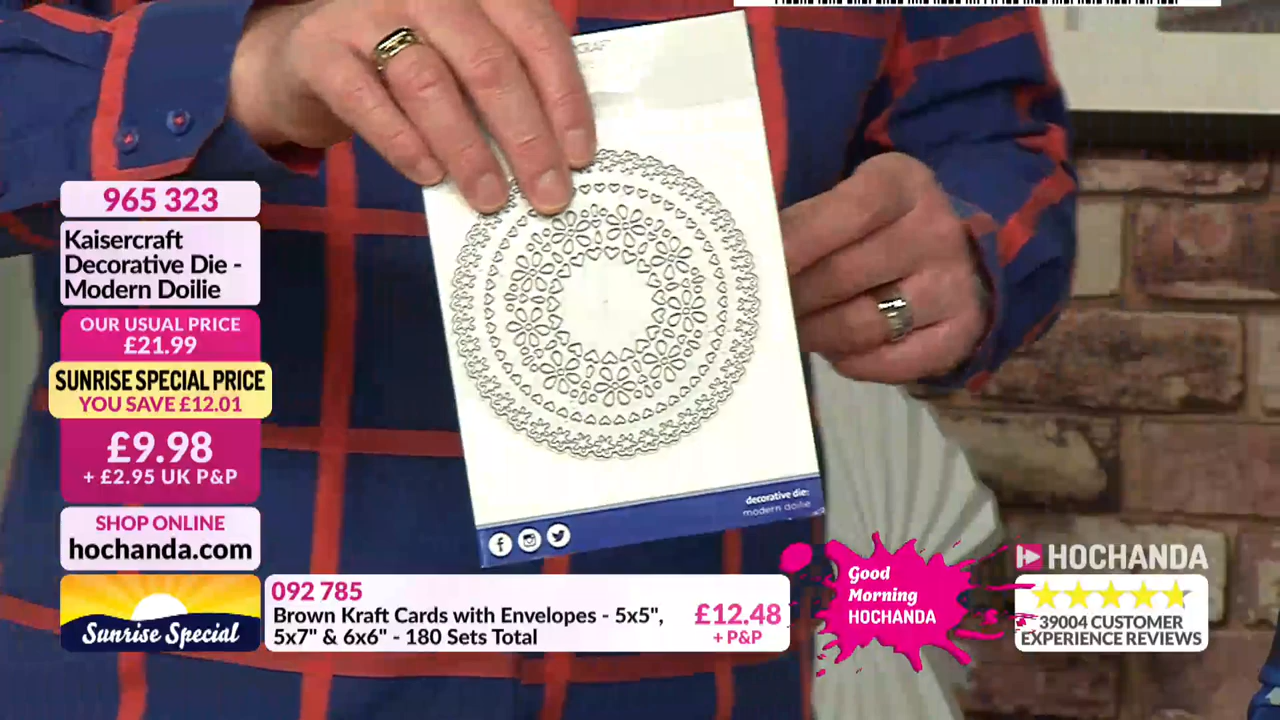 CRAFT
965 323
Kaisercraft
Decorative Die -
Modern Doilie
OUR USUAL PRICE
£21.99
SUNRISE SPECIAL PRICE
YOU SAVE £12.01
£9.98
+ £2.95 UK P&P
SHOP ONLINE
hochanda.com
Sunrise Special
decorative die:
modern doilie
092 785
Brown Kraft Cards with Envelopes - 5x5",
5x7" & 6x6" - 180 Sets Total
£12.48
+ P&P
Good
Morning
HOCHANDA
HOCHANDA
39004 CUSTOMER
EXPERIENCE REVIEWS